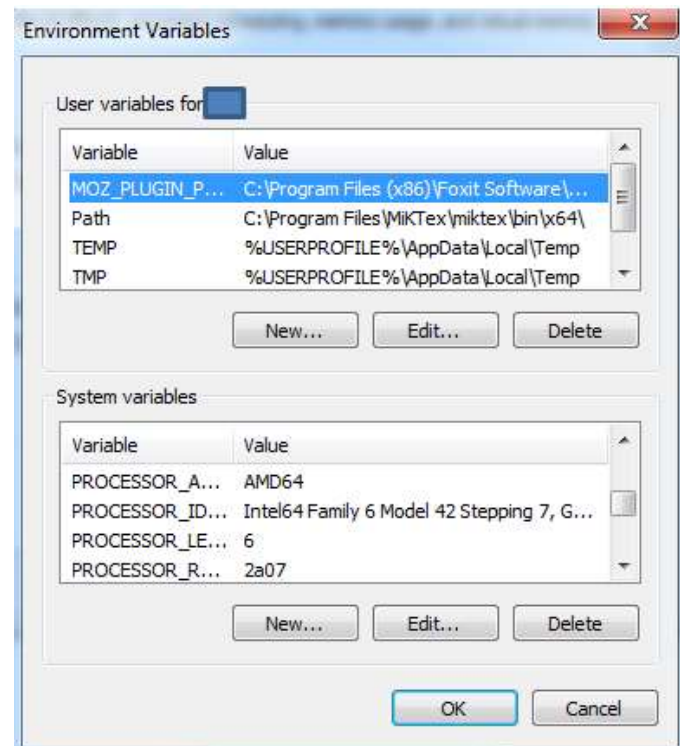 Environment Variables
User variables for
Variable Value
MOZ_PLUGIN_P... C:\Program Files (x86)\Foxit Software\...
Path C:\Program Files\MiKTex\miktex\bin\x64\
TEMP %USERPROFILE%\AppData\Local\Temp
TMP %USERPROFILE%\AppData\Local\Temp
New... Edit... Delete
System variables
Variable Value
PROCESSOR_A... AMD64
PROCESSOR_ID... Intel64 Family 6 Model 42 Stepping 7, G...
PROCESSOR_LE... 6
PROCESSOR_R... 2a07
New... Edit... Delete
OK Cancel